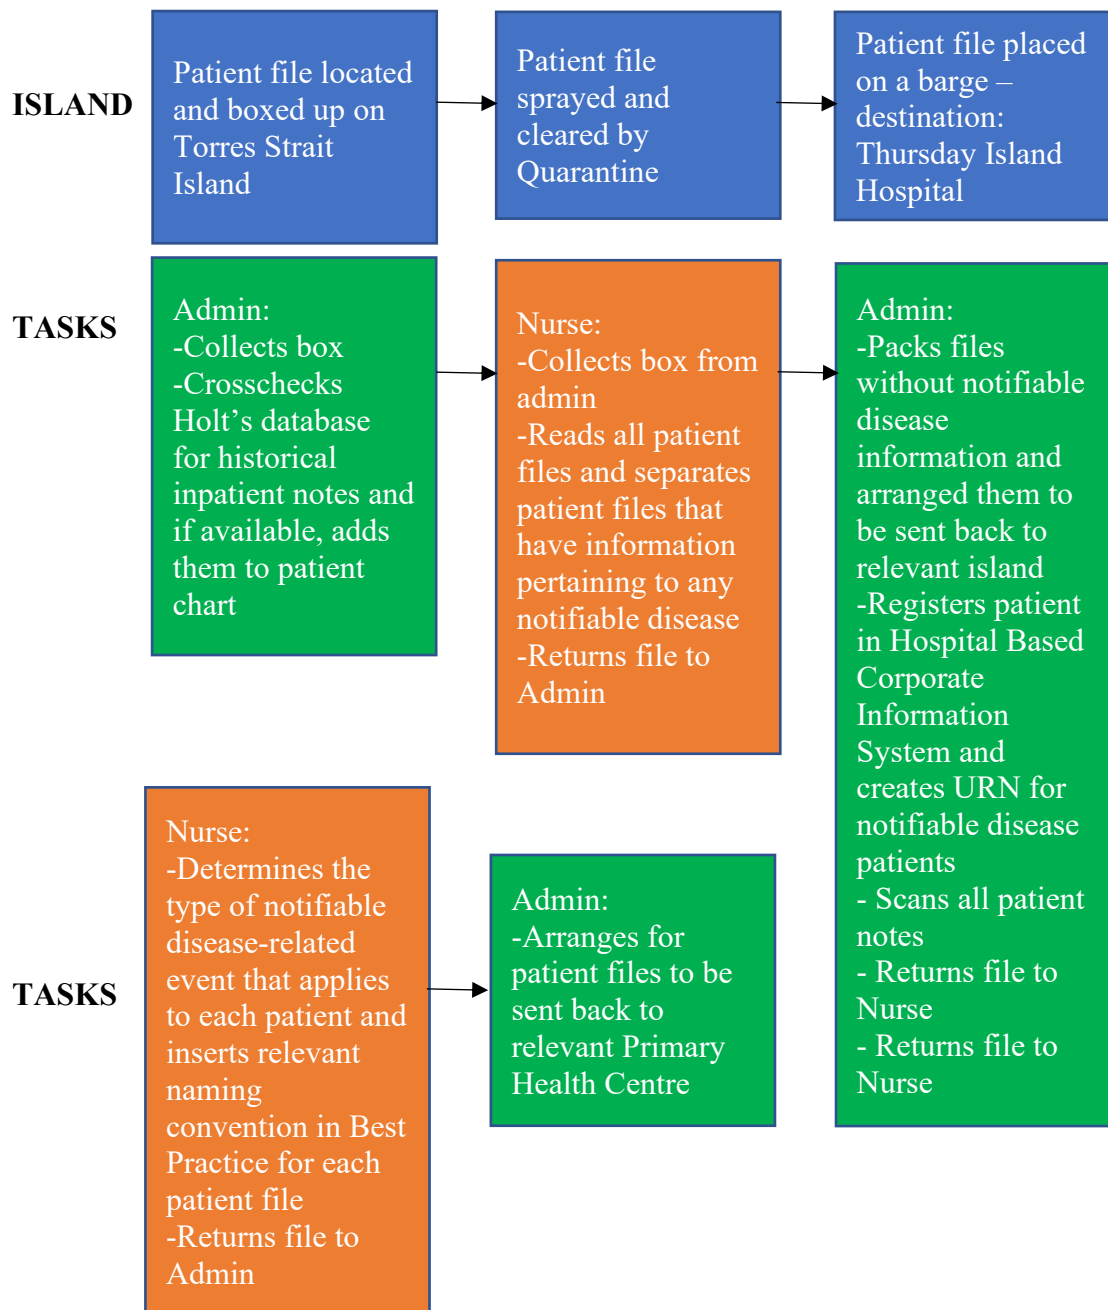 ISLAND
Patient file located
and boxed up on
Torres Strait
Island
Patient file
sprayed and
cleared by
Quarantine
Patient file placed
on a barge –
destination:
Thursday Island
Hospital
TASKS
Admin:
-Collects box
-Crosschecks
Holt’s database
for historical
inpatient notes and
if available, adds
them to patient
chart
Nurse:
-Collects box from
admin
-Reads all patient
files and separates
patient files that
have information
pertaining to any
notifiable disease
-Returns file to
Admin
Admin:
-Packs files
without notifiable
disease
information and
arranged them to
be sent back to
relevant island
-Registers patient
in Hospital Based
Corporate
Information
System and
creates URN for
notifiable disease
patients
- Scans all patient
notes
- Returns file to
Nurse
- Returns file to
Nurse
TASKS
Nurse:
-Determines the
type of notifiable
disease-related
event that applies
to each patient and
inserts relevant
naming
convention in Best
Practice for each
patient file
-Returns file to
Admin
Admin:
-Arranges for
patient files to be
sent back to
relevant Primary
Health Centre